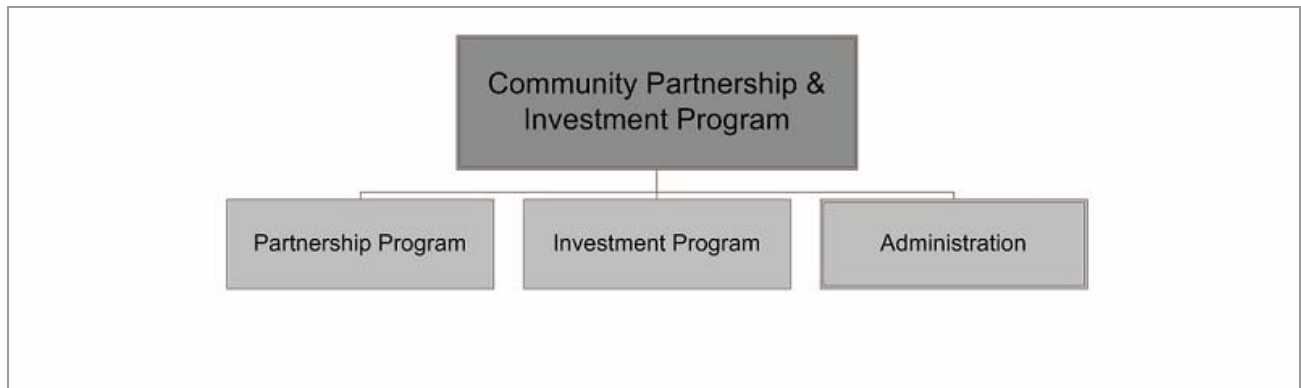 Community Partnership &
Investment Program
Partnership Program
Investment Program
Administration